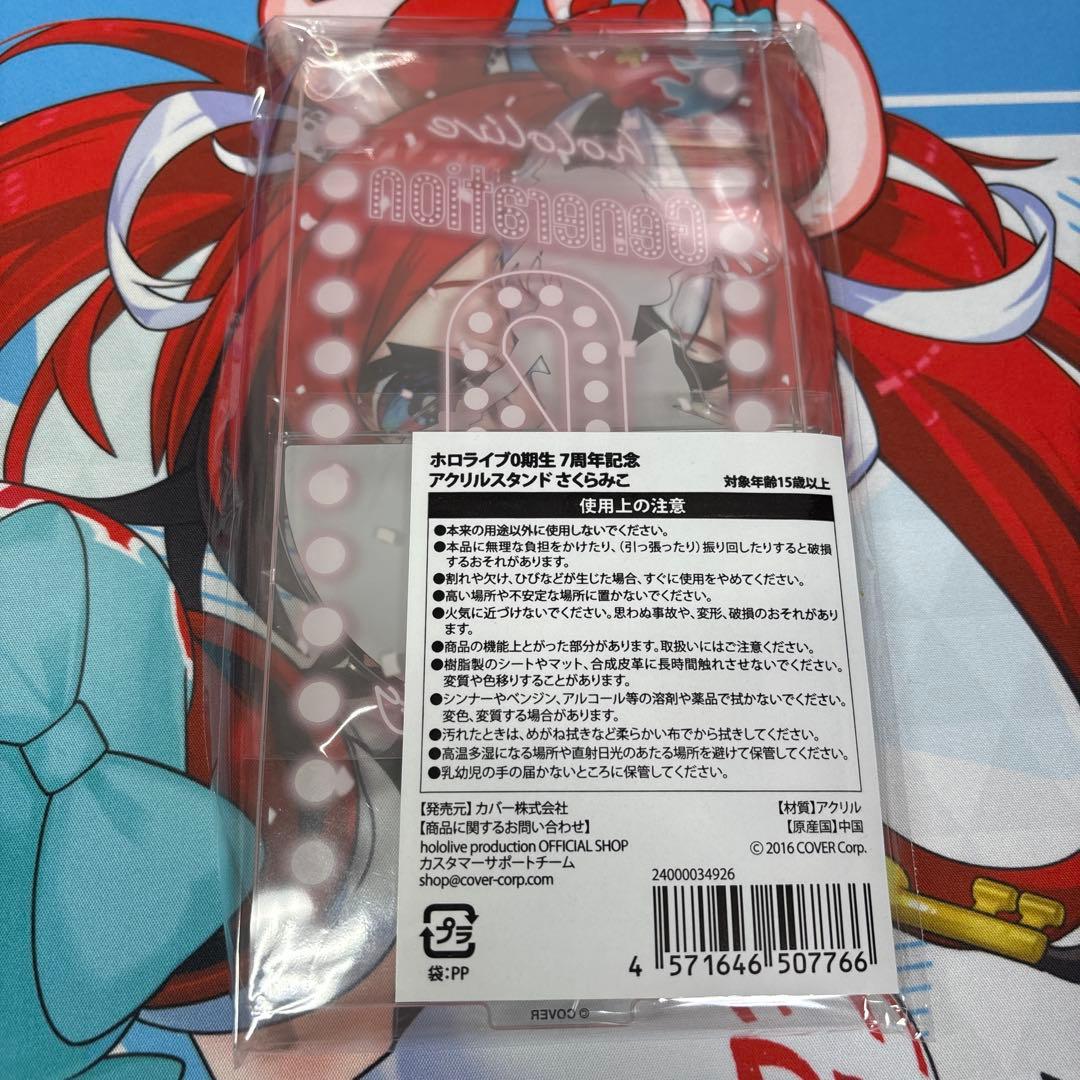 hololive
Generation
ホロライブ0期生 7周年記念
アクリルスタンド さくらみこ
対象年齢15歳以上
使用上の注意
●本来の用途以外に使用しないでください。
●本品に無理な負担をかけたり、(引っ張ったり)振り回したりすると破損
するおそれがあります。
●割れや欠け、ひびなどが生じた場合、すぐに使用をやめてください。
●高い場所や不安定な場所に置かないでください。
●火気に近づけないでください。思わぬ事故や、変形、破損のおそれがあり
ます。
●商品の機能上とがった部分があります。取扱いにはご注意ください。
●樹脂製のシートやマット、合成皮革に長時間触れさせないでください。
変質や色移りすることがあります。
●シンナーやベンジン、アルコール等の溶剤や薬品で拭かないでください。
変色、変質する場合があります。
●汚れたときは、めがね拭きなど柔らかい布でから拭きしてください。
●高温多湿になる場所や直射日光のあたる場所を避けて保管してください。
●乳幼児の手の届かないところに保管してください。
【発売元】カバー株式会社
【材質】アクリル
【商品に関するお問い合わせ】
【原産国】中国
hololive production OFFICIAL SHOP
© 2016 COVER Corp.
カスタマーサポートチーム
shop@cover-corp.com
24000034926
プラ
袋:PP
4 571646 507766
© COVER